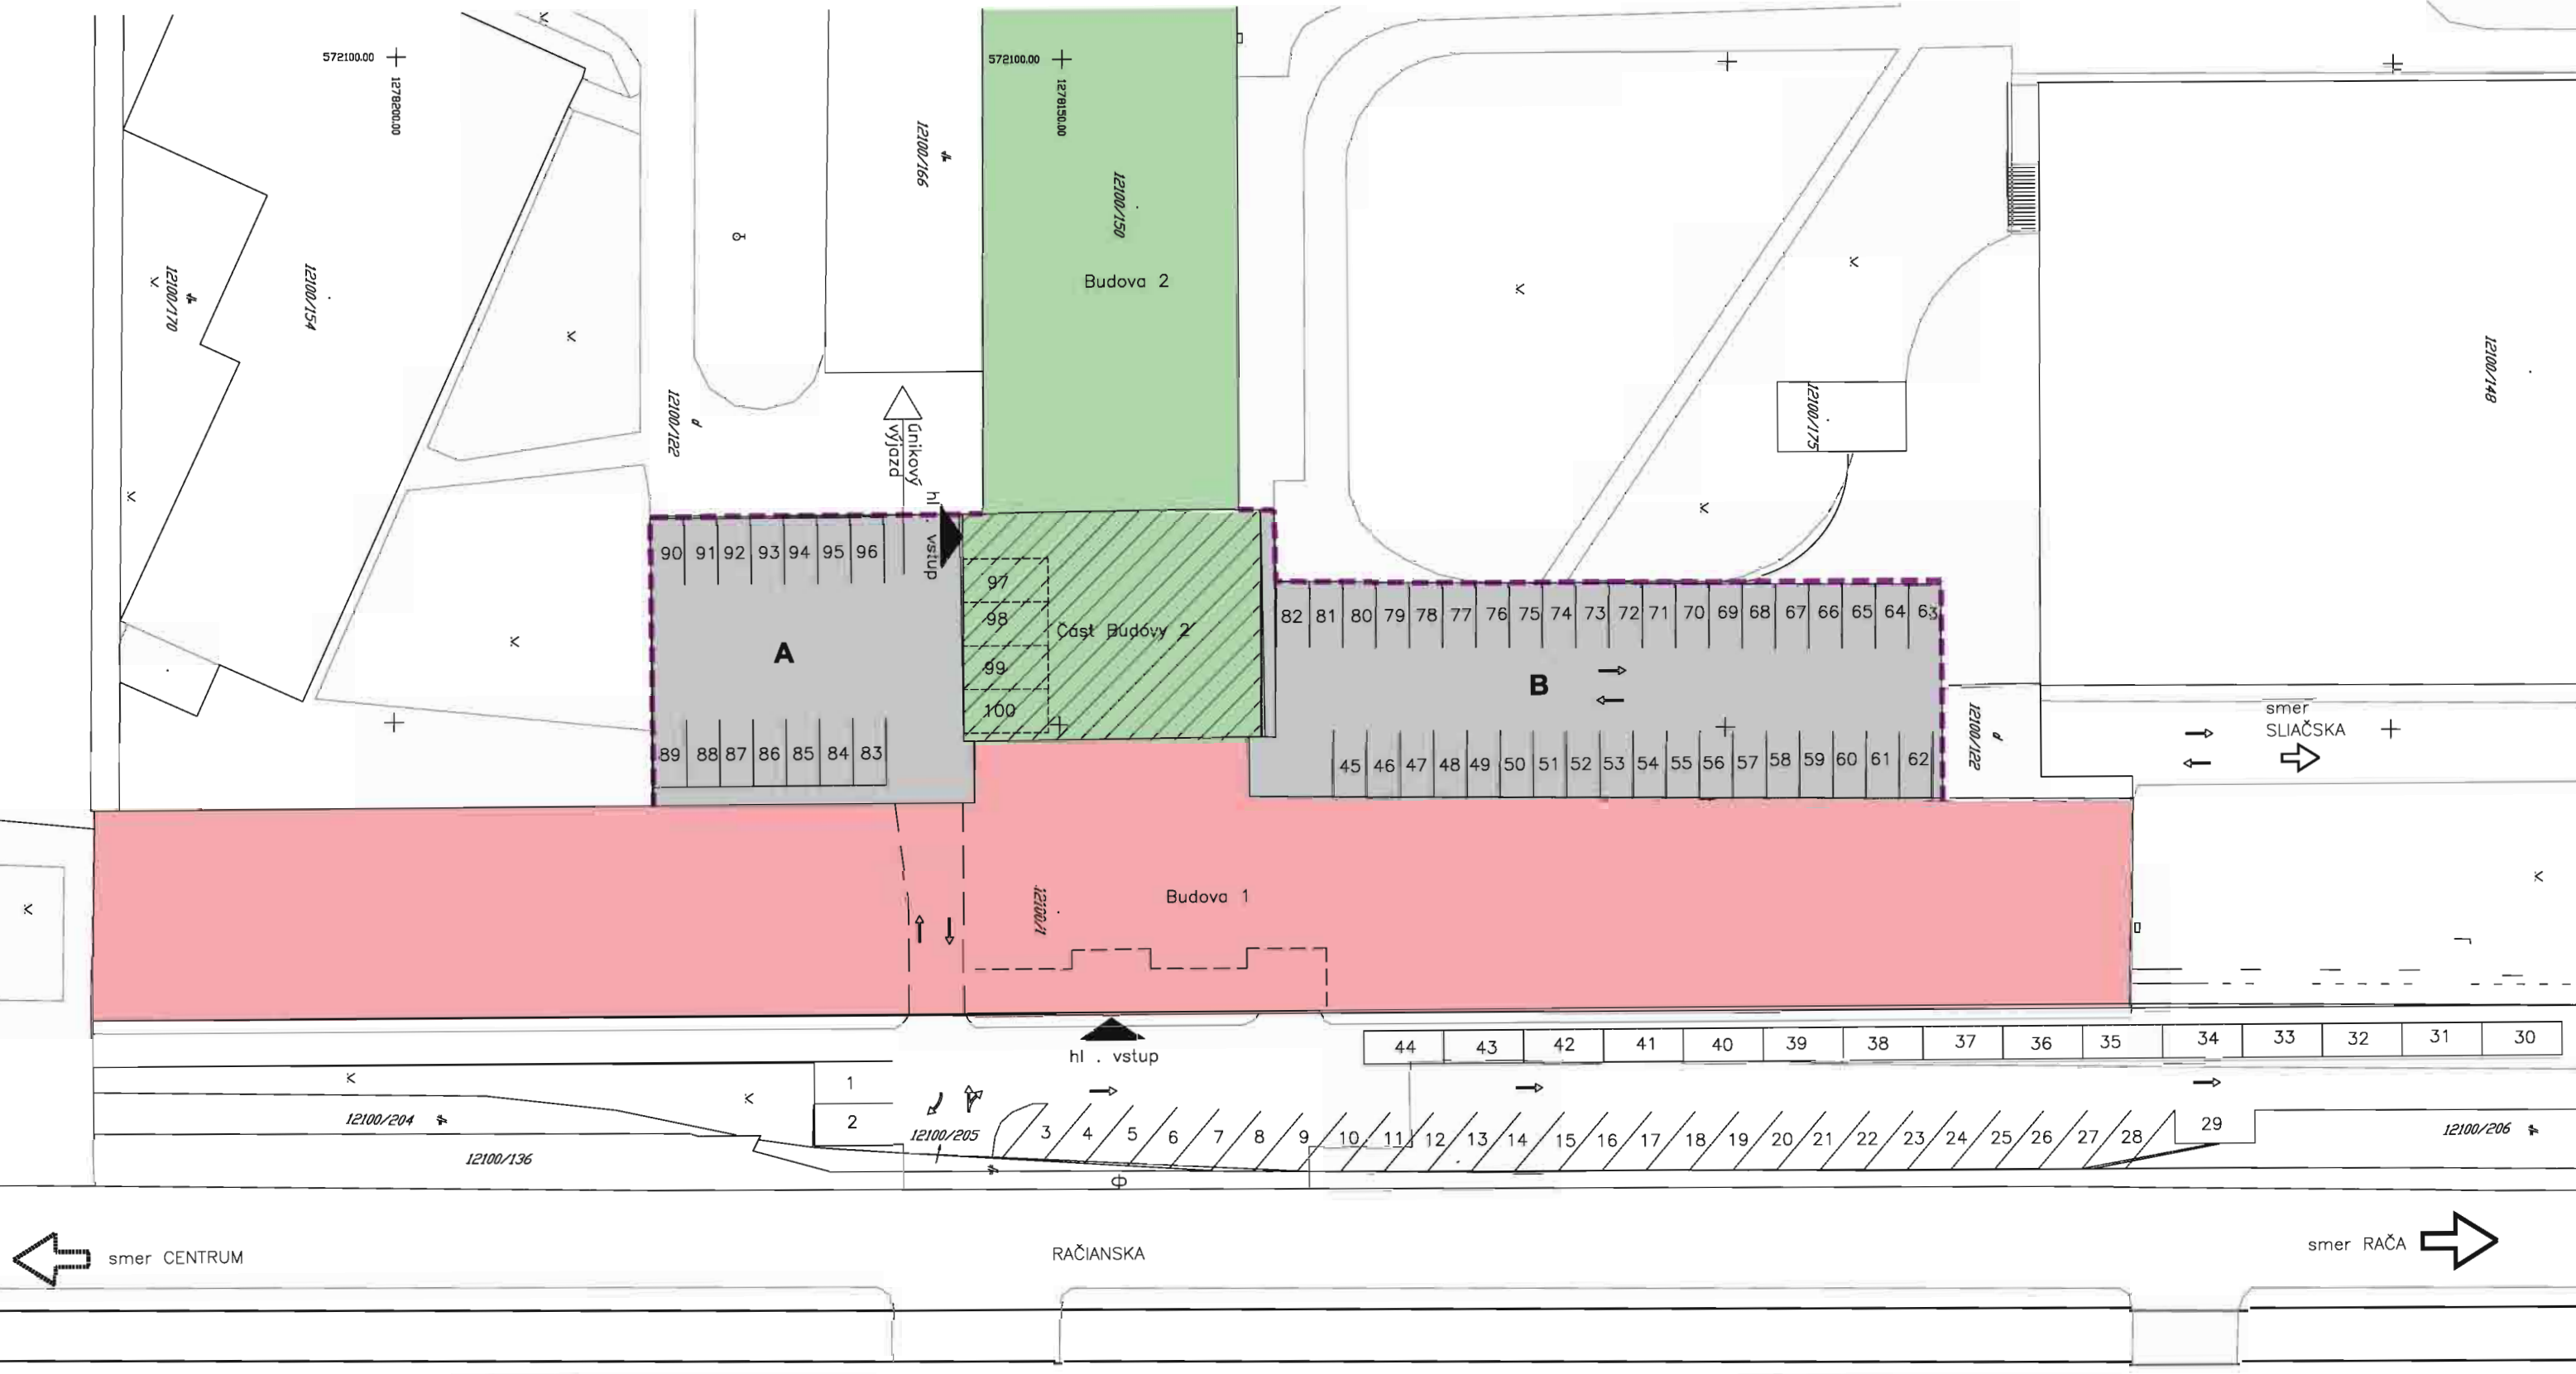 572100.00
1278200.00
572100.00
1278150.00
12100/166
12100/150
Budova 2
12100/170
12100/154
12100/148
12100/122
únikový
výjazd
hl . vstup
12100/175
90 91 92 93 94 95 96
97
98
99
100
Časť Budovy 2
82 81 80 79 78 77 76 75 74 73 72 71 70 69 68 67 66 65 64 63
A
B
89 88 87 86 85 84 83
45 46 47 48 49 50 51 52 53 54 55 56 57 58 59 60 61 62
12100/122
smer
SLIAČSKA
12100/1
Budova 1
hl . vstup
44 43 42 41 40 39 38 37 36 35 34 33 32 31 30
1
2
12100/204
12100/205
3 4 5 6 7 8 9 10 11 12 13 14 15 16 17 18 19 20 21 22 23 24 25 26 27 28 29
12100/206
12100/136
smer CENTRUM
RAČIANSKA
smer RAČA